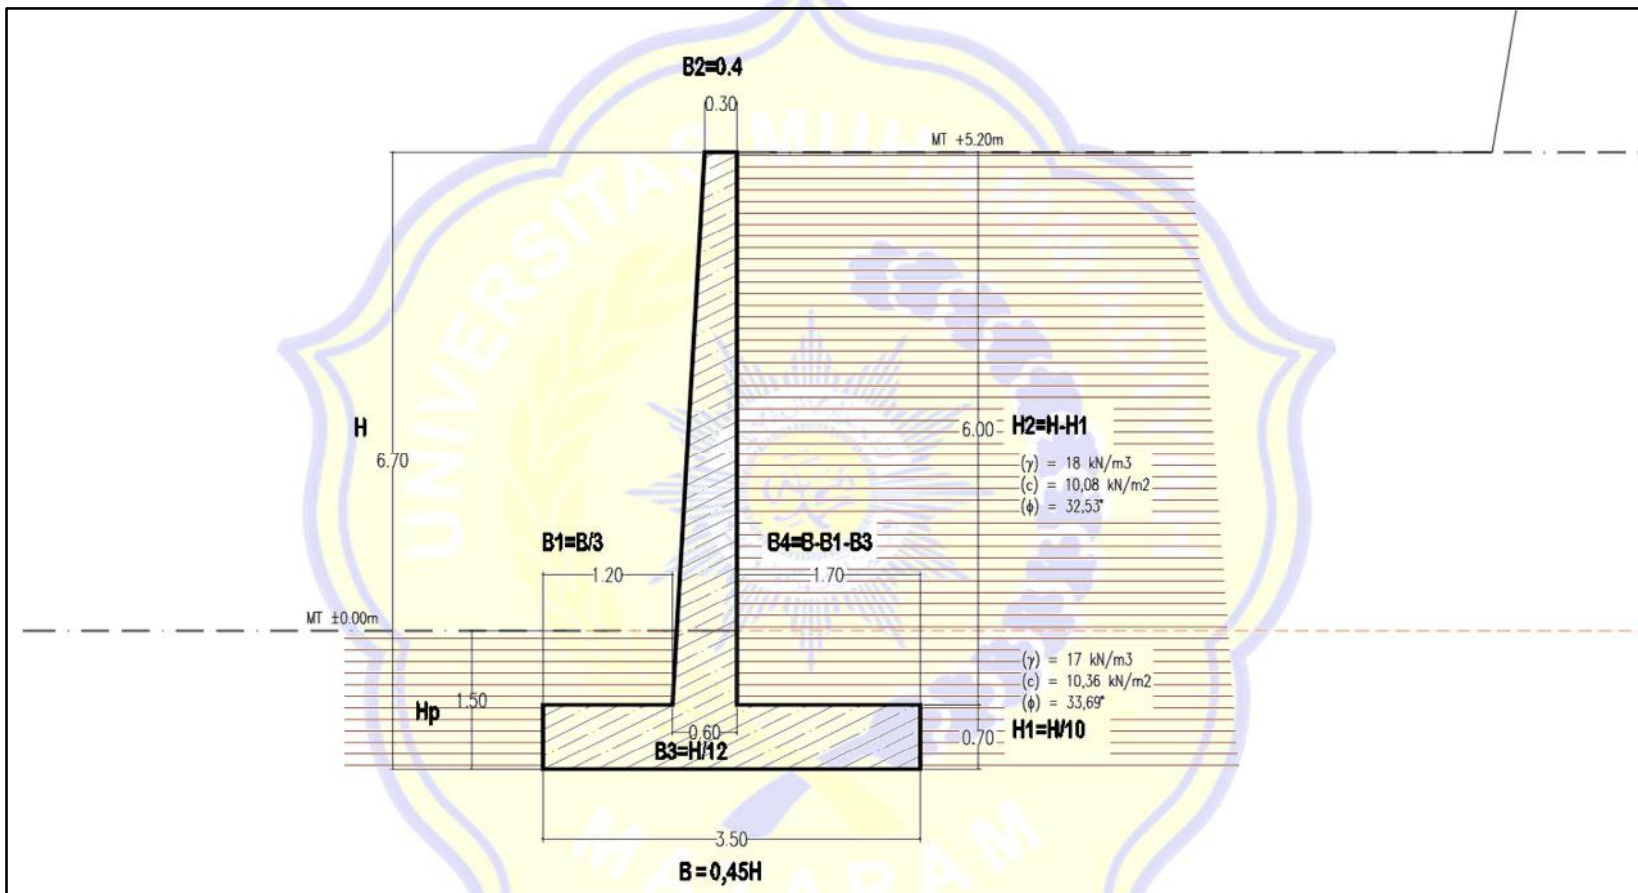 B2=0.4
0.30
MT +5.20m
H
6.70
6.00
H2=H-H1
(γ) = 18 kN/m3
(c) = 10,08 kN/m2
(ϕ) = 32,53°
B1=B/3
1.20
B4=B-B1-B3
1.70
MT ±0.00m
Hp
1.50
(γ) = 17 kN/m3
(c) = 10,36 kN/m2
(ϕ) = 33,69°
0.60
B3=H/12
0.70
H1=H/10
3.50
B = 0,45H
UNIVERSITAS MUHAMMADIYAH
MATARAM